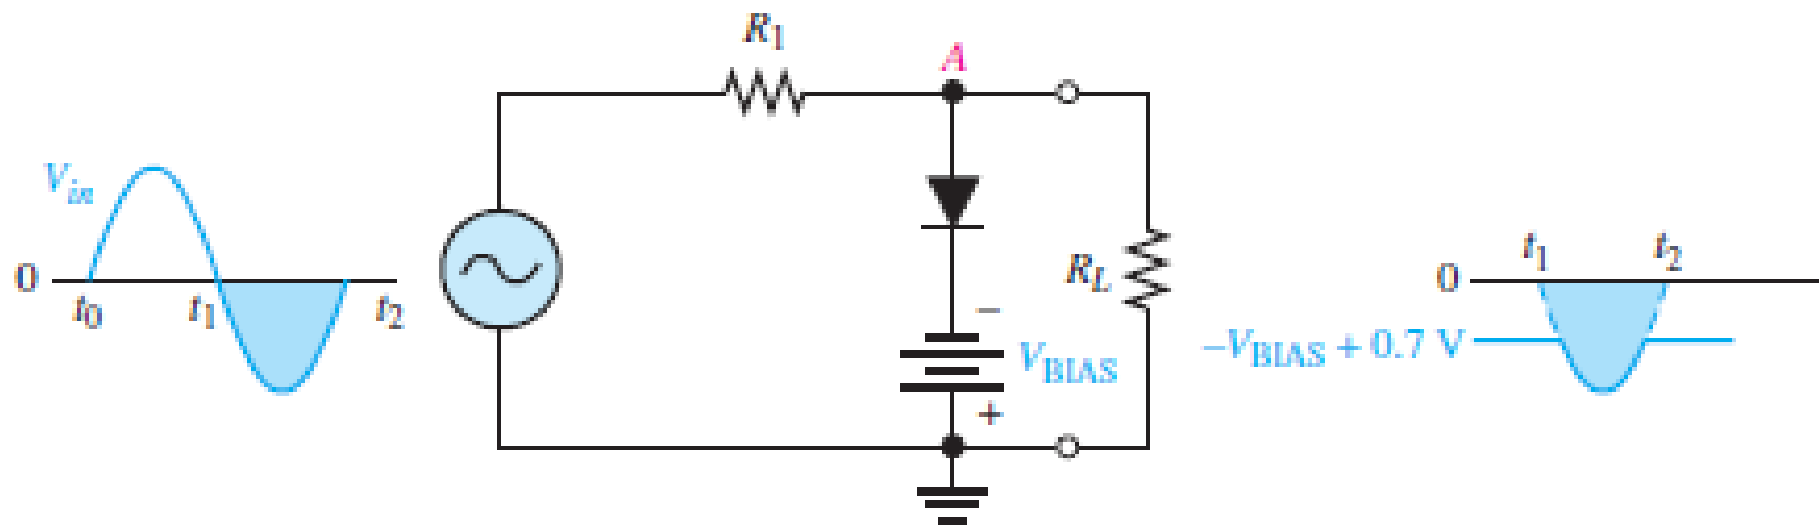 R1
A
Vin
0
t0
t1
t2
RL
−
VBIAS
+
t1
t2
0
−VBIAS + 0.7 V